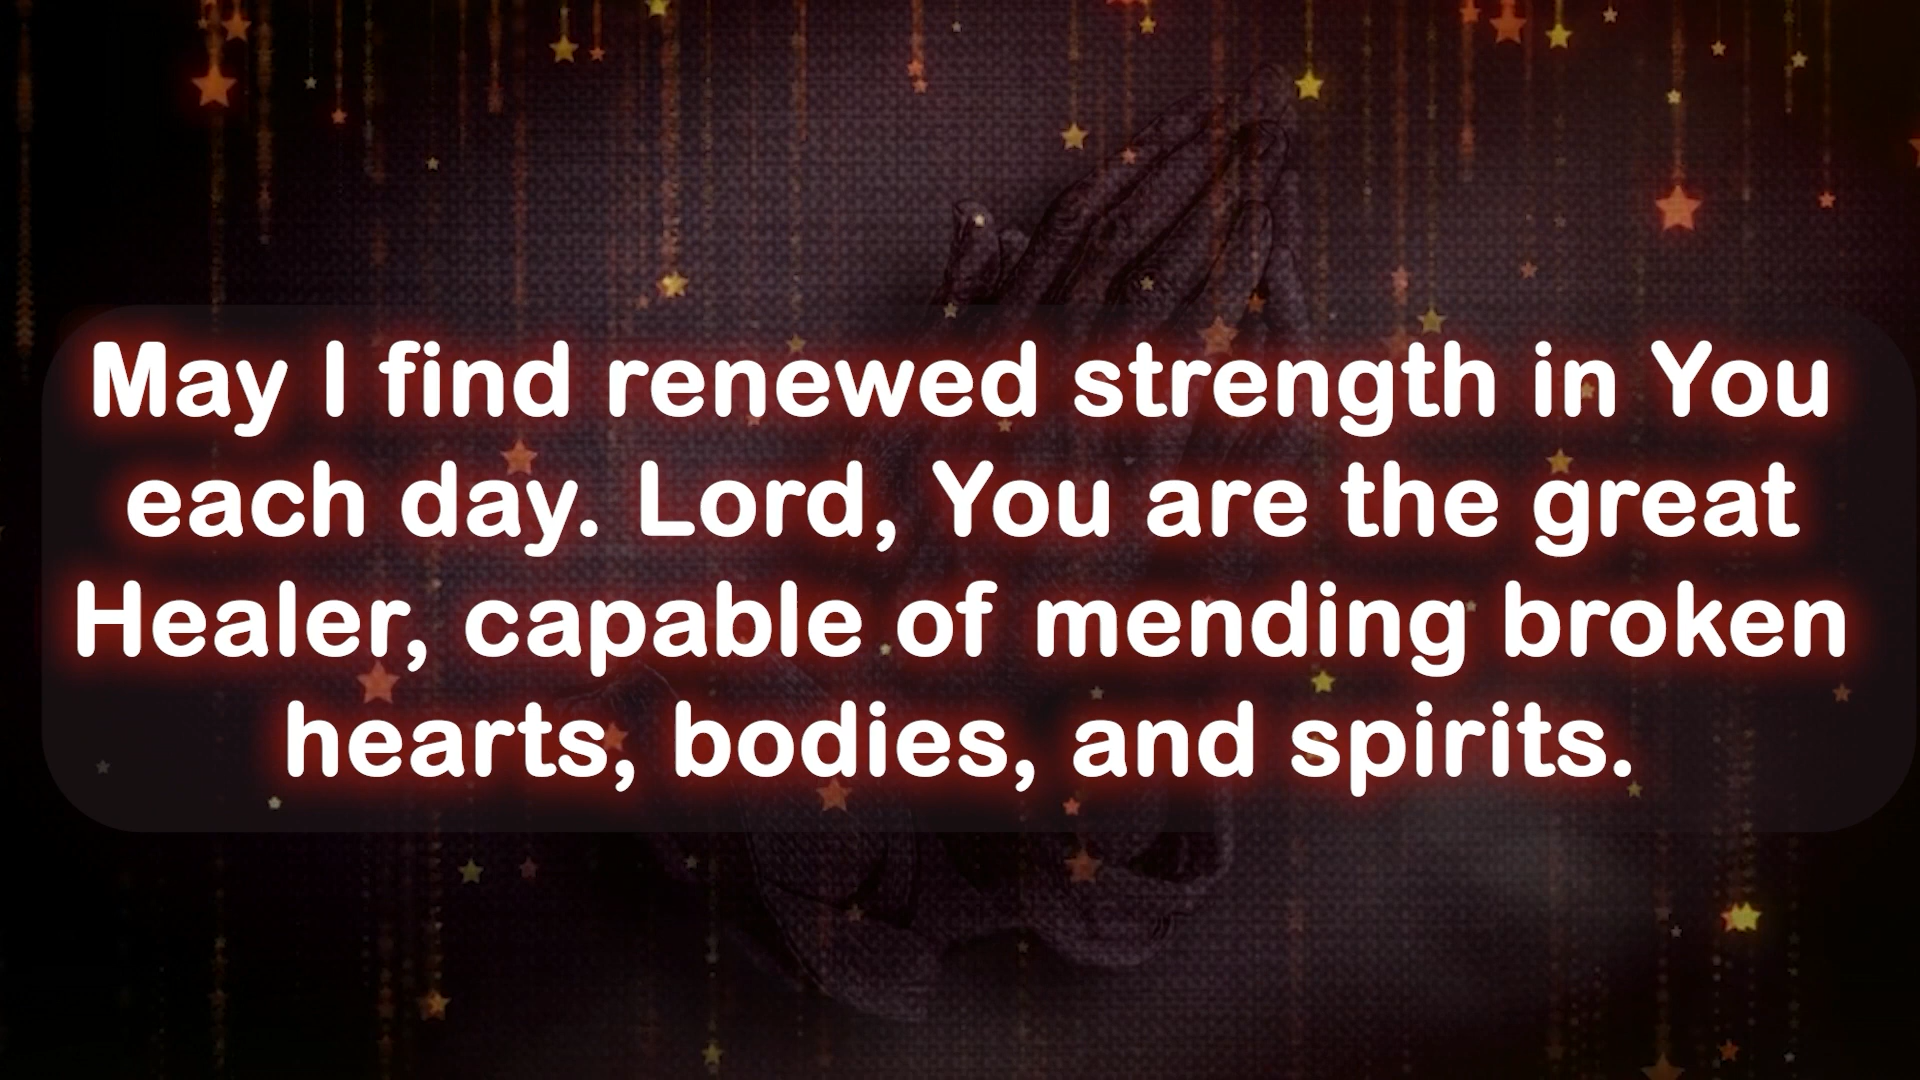 May I find renewed strength in You
each day. Lord, You are the great
Healer, capable of mending broken
hearts, bodies, and spirits.